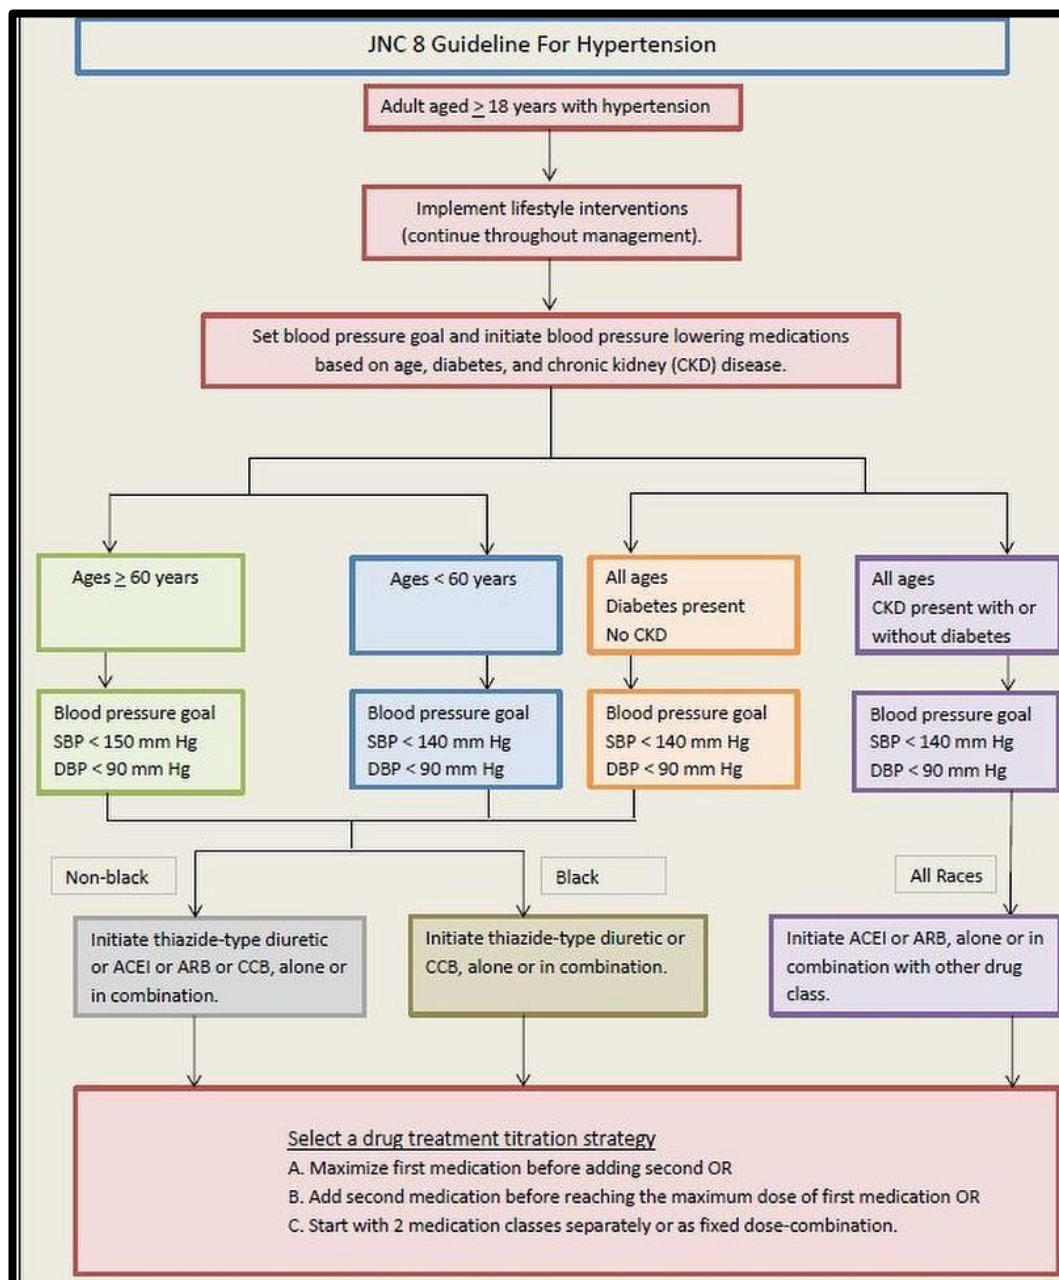 JNC 8 Guideline For Hypertension
Adult aged ≥ 18 years with hypertension
Implement lifestyle interventions
(continue throughout management).
Set blood pressure goal and initiate blood pressure lowering medications
based on age, diabetes, and chronic kidney (CKD) disease.
Ages ≥ 60 years
Ages < 60 years
All ages
Diabetes present
No CKD
All ages
CKD present with or
without diabetes
Blood pressure goal
SBP < 150 mm Hg
DBP < 90 mm Hg
Blood pressure goal
SBP < 140 mm Hg
DBP < 90 mm Hg
Blood pressure goal
SBP < 140 mm Hg
DBP < 90 mm Hg
Blood pressure goal
SBP < 140 mm Hg
DBP < 90 mm Hg
Non-black
Black
All Races
Initiate thiazide-type diuretic
or ACEI or ARB or CCB, alone or
in combination.
Initiate thiazide-type diuretic or
CCB, alone or in combination.
Initiate ACEI or ARB, alone or in
combination with other drug
class.
Select a drug treatment titration strategy
A. Maximize first medication before adding second OR
B. Add second medication before reaching the maximum dose of first medication OR
C. Start with 2 medication classes separately or as fixed dose-combination.